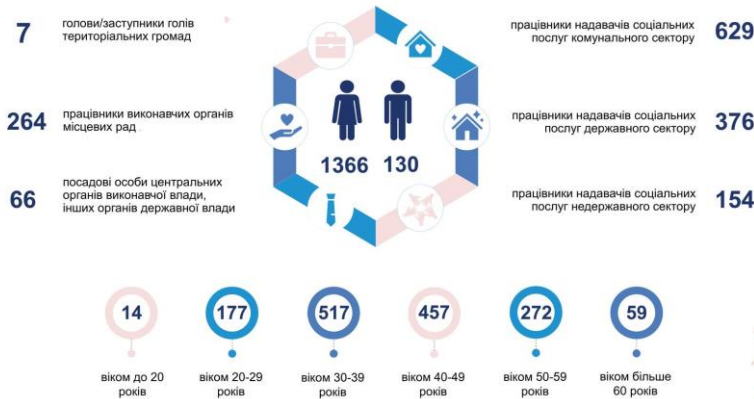 7
голови/заступники голів
територіальних громад
264
працівники виконавчих органів
місцевих рад
66
посадові особи центральних
органів виконавчої влади,
інших органів державної влади
1366 130
працівники надавачів соціальних
послуг комунального сектору
629
працівники надавачів соціальних
послуг державного сектору
376
працівники надавачів соціальних
послуг недержавного сектору
154
14
віком до 20
років
177
віком 20-29
років
517
віком 30-39
років
457
віком 40-49
років
272
віком 50-59
років
59
віком більше
60 років